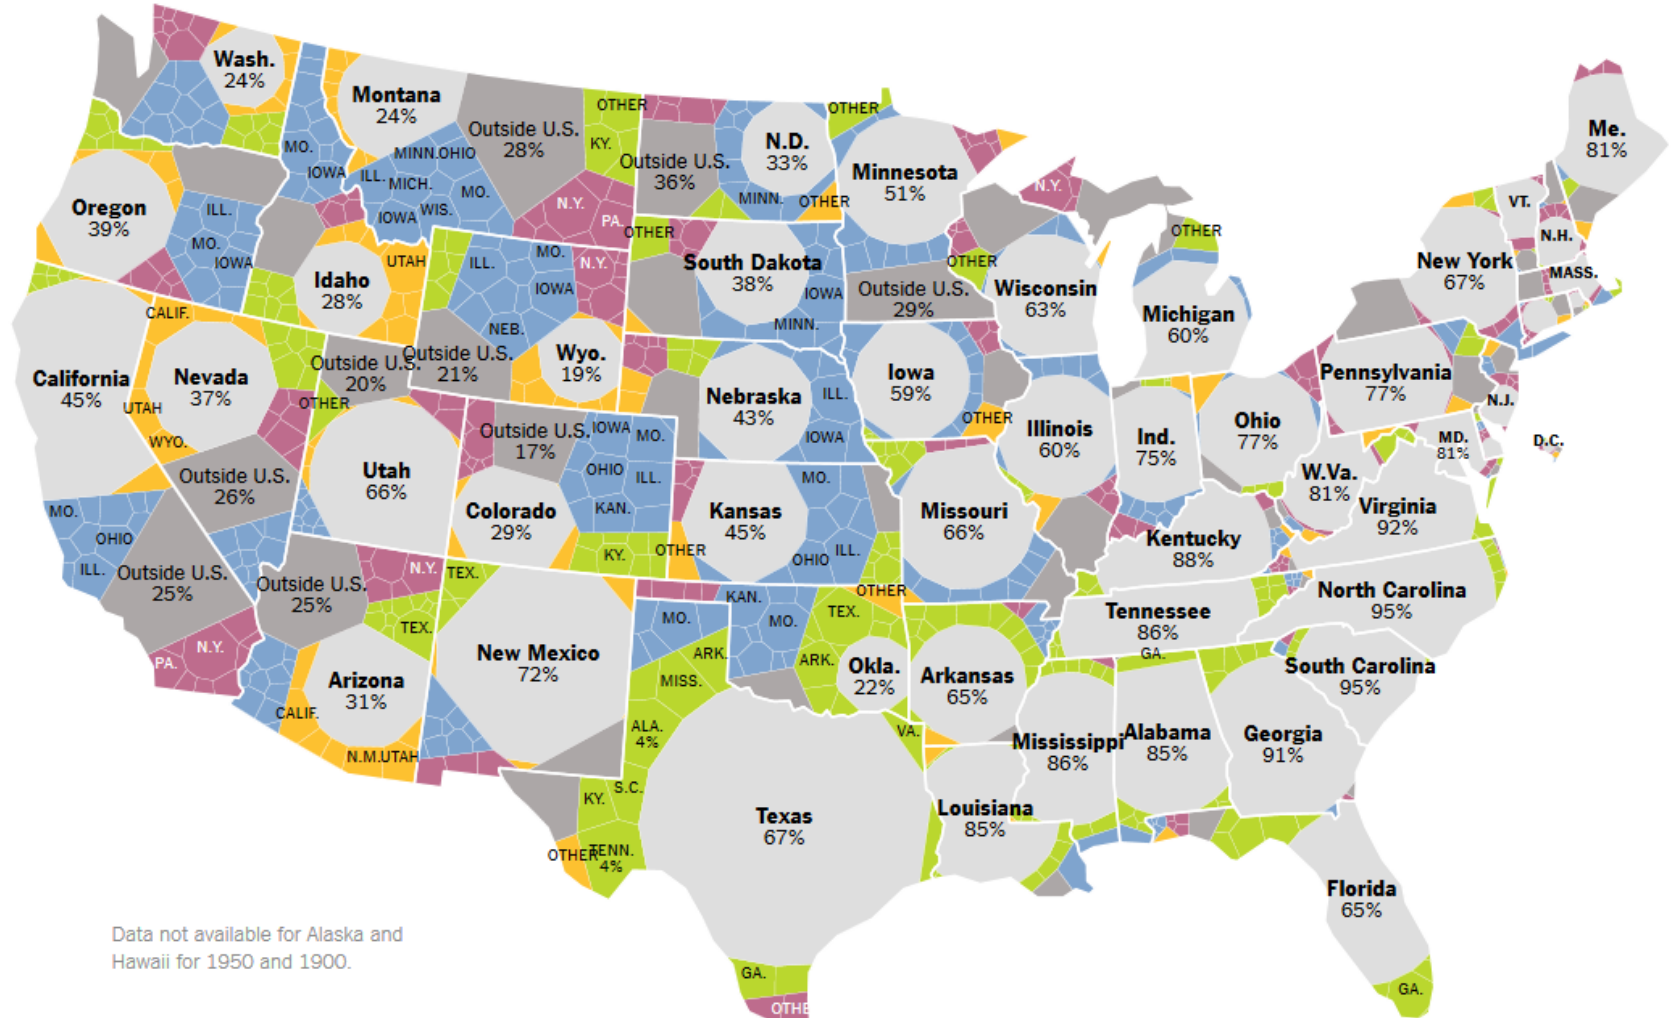 Wash.
24%
Montana
24%
Outside U.S.
28%
OTHER
KY.
MO.
IOWA
MINN.
OHIO
ILL.
MICH.
MO.
IOWA
WIS.
N.Y.
PA.
Outside U.S.
36%
N.D.
33%
MINN.
OTHER
OTHER
Minnesota
51%
Outside U.S.
29%
Oregon
39%
ILL.
MO.
IOWA
Idaho
28%
UTAH
ILL.
MO.
N.Y.
IOWA
NEB.
Outside U.S.
21%
Wyo.
19%
OTHER
South Dakota
38%
IOWA
MINN.
OTHER
Wisconsin
63%
N.Y.
OTHER
Michigan
60%
Me.
81%
VT.
N.H.
MASS.
New York
67%
California
45%
MO.
OHIO
ILL.
Outside U.S.
25%
N.Y.
PA.
CALIF.
Nevada
37%
UTAH
WYO.
OTHER
Outside U.S.
26%
Outside U.S.
20%
Utah
66%
Outside U.S.
17%
IOWA
MO.
OHIO
ILL.
KAN.
Colorado
29%
KY.
Nebraska
43%
ILL.
IOWA
Iowa
59%
OTHER
Illinois
60%
Ind.
75%
Ohio
77%
Pennsylvania
77%
N.J.
MD.
81%
D.C.
W.Va.
81%
Virginia
92%
Kansas
45%
MO.
OHIO
ILL.
OTHER
Missouri
66%
Kentucky
88%
Outside U.S.
25%
N.Y.
TEX.
Arizona
31%
CALIF.
N.M.
UTAH
TEX.
New Mexico
72%
KAN.
MO.
MO.
TEX.
OTHER
ARK.
ARK.
Okla.
22%
MISS.
ALA.
4%
S.C.
KY.
TENN.
4%
OTHER
Texas
67%
GA.
OTHE
Arkansas
65%
VA.
Louisiana
85%
Mississippi
86%
Tennessee
86%
GA.
Alabama
85%
North Carolina
95%
South Carolina
95%
Georgia
91%
Florida
65%
GA.
Data not available for Alaska and
Hawaii for 1950 and 1900.